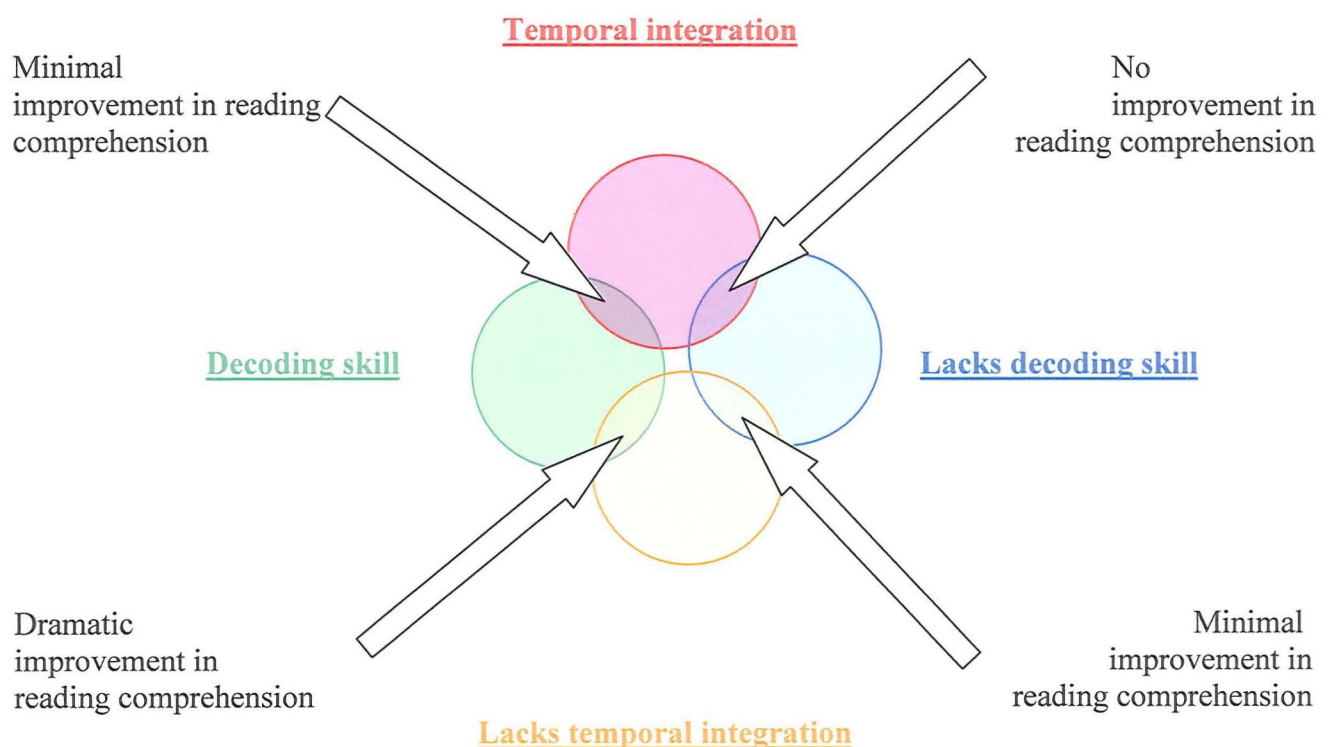 Temporal integration
Minimal
improvement in reading
comprehension
No
improvement in
reading comprehension
Decoding skill
Lacks decoding skill
Dramatic
improvement in
reading comprehension
Minimal
improvement in
reading comprehension
Lacks temporal integration